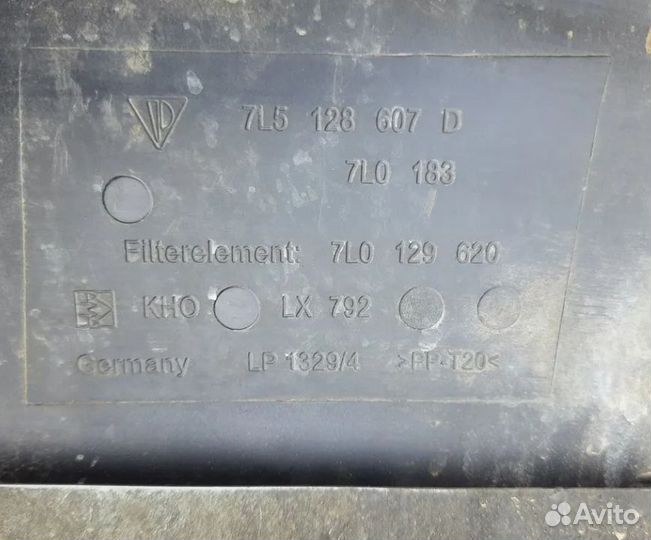 7L5 128 607 D
7L0 183
Filterelement: 7L0 129 620
KHO LX 792
Germany LP 1329/4 >PP-T20<
Avito